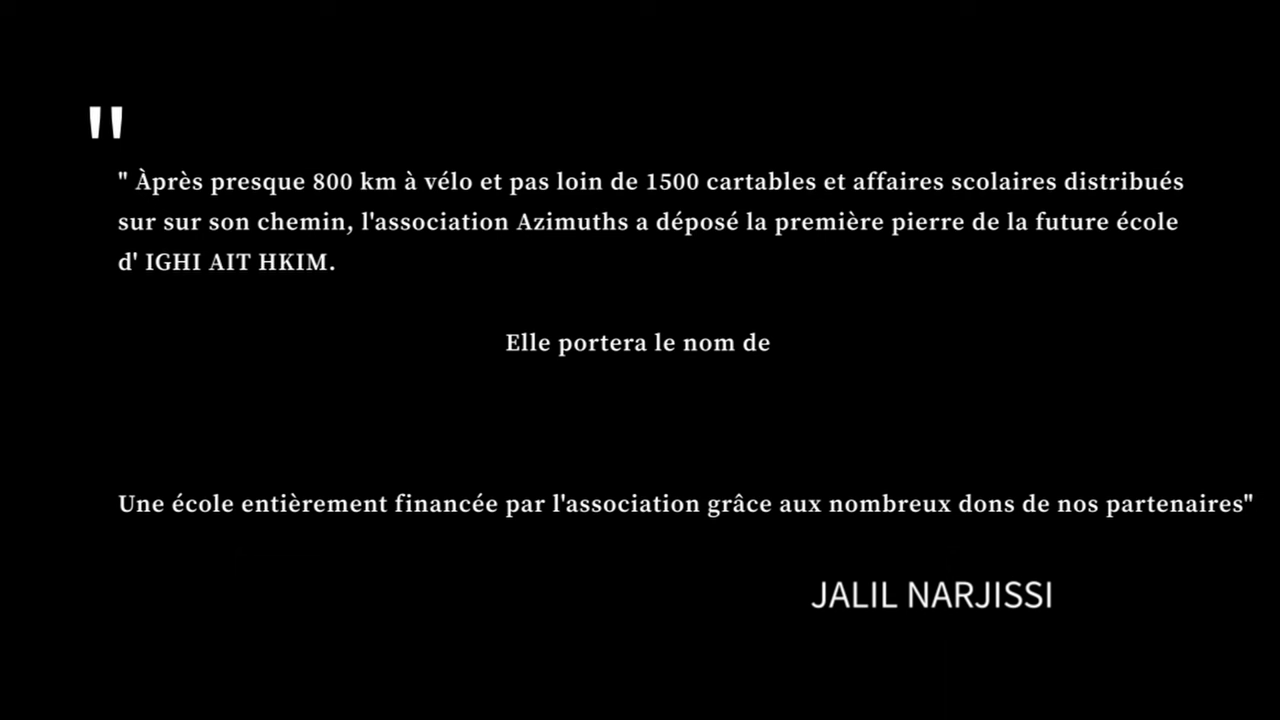 "
" Àprès presque 800 km à vélo et pas loin de 1500 cartables et affaires scolaires distribués
sur sur son chemin, l'association Azimuths a déposé la première pierre de la future école
d' IGHI AIT HKIM.
Elle portera le nom de
Une école entièrement financée par l'association grâce aux nombreux dons de nos partenaires"
JALIL NARJISSI